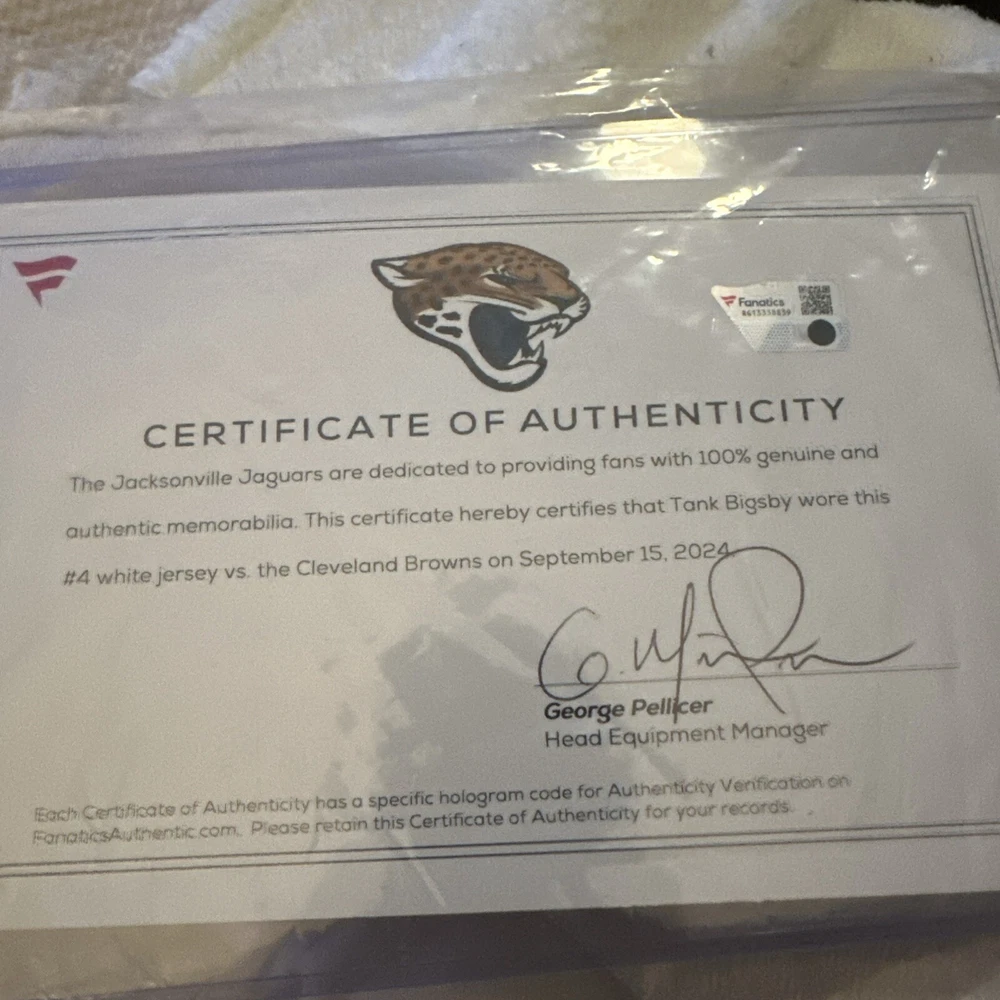 Fanatics
CERTIFICATE OF AUTHENTICITY
The Jacksonville Jaguars are dedicated to providing fans with 100% genuine and
authentic memorabilia. This certificate hereby certifies that Tank Bigsby wore this
#4 white jersey vs. the Cleveland Browns on September 15, 2024.
George Pellicer
Head Equipment Manager
Each Certificate of Authenticity has a specific hologram code for Authenticity Verification on
FanaticsAuthentic.com. Please retain this Certificate of Authenticity for your records.